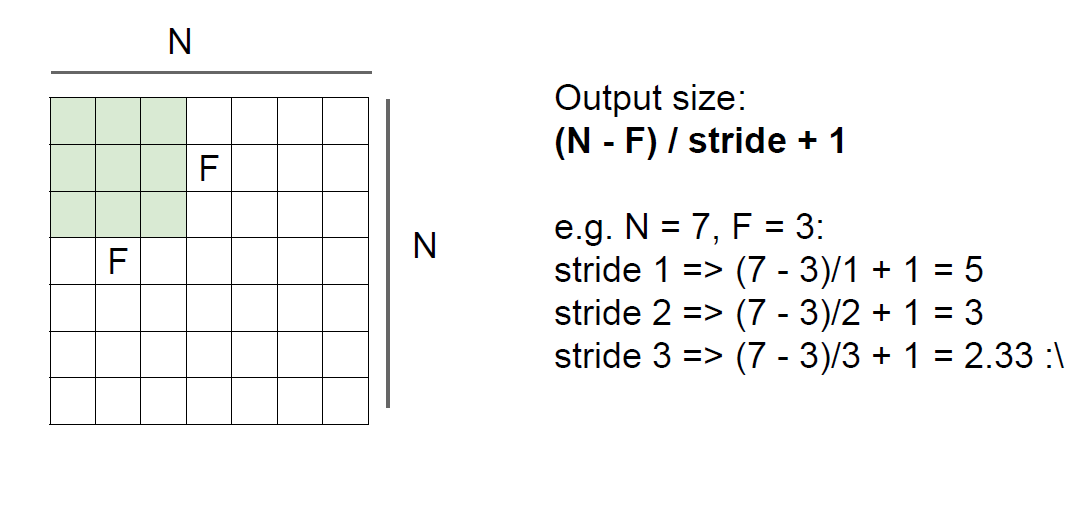 N
F
F
N
Output size:
(N - F) / stride + 1
e.g. N = 7, F = 3:
stride 1 => (7 - 3)/1 + 1 = 5
stride 2 => (7 - 3)/2 + 1 = 3
stride 3 => (7 - 3)/3 + 1 = 2.33 :\